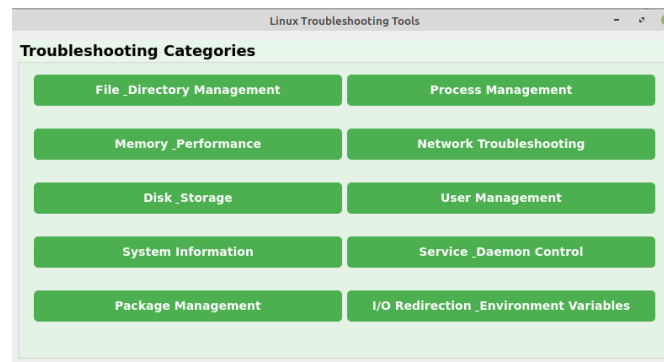 Linux Troubleshooting Tools
Troubleshooting Categories
File _Directory Management
Process Management
Memory _Performance
Network Troubleshooting
Disk _Storage
User Management
System Information
Service _Daemon Control
Package Management
I/O Redirection _Environment Variables